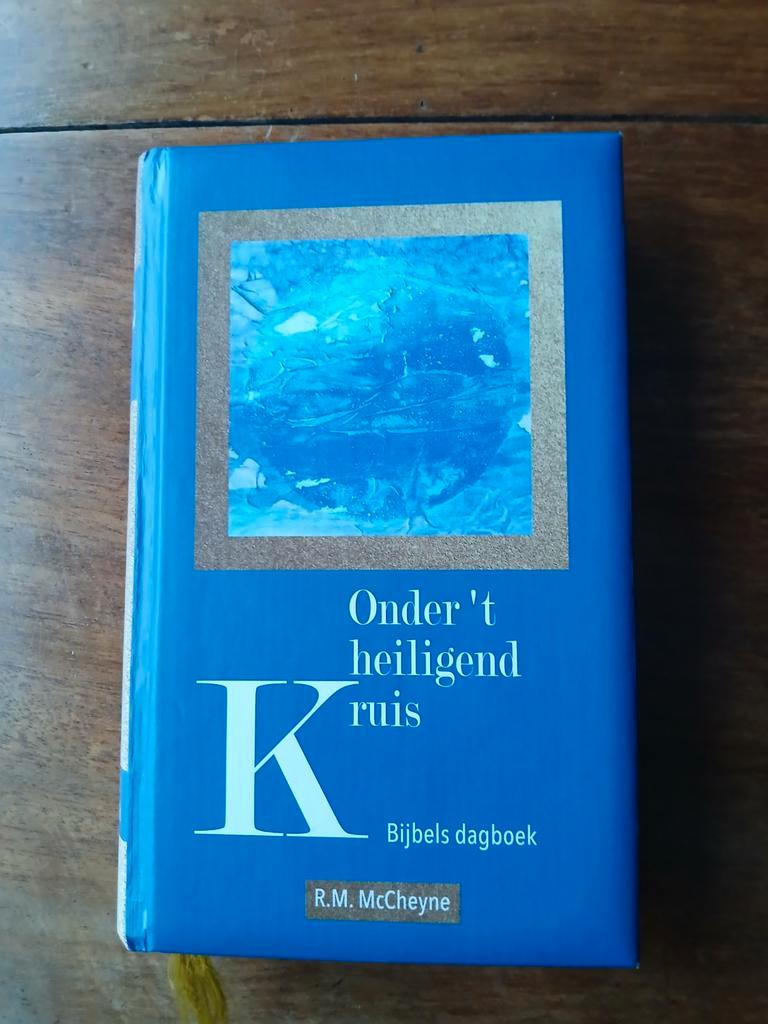 Onder 't
heiligend
Kruis
Bijbels dagboek
R.M. McCheyne